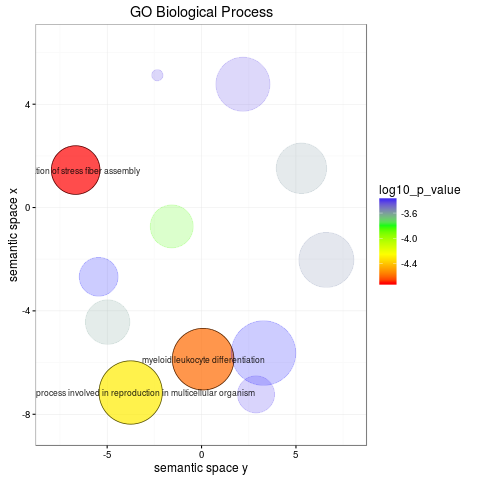 GO Biological Process
4
0
-4
-8
semantic space x
tion of stress fiber assembly
myeloid leukocyte differentiation
process involved in reproduction in multicellular organism
-5
0
5
semantic space y
log10_p_value
-3.6
-4.0
-4.4